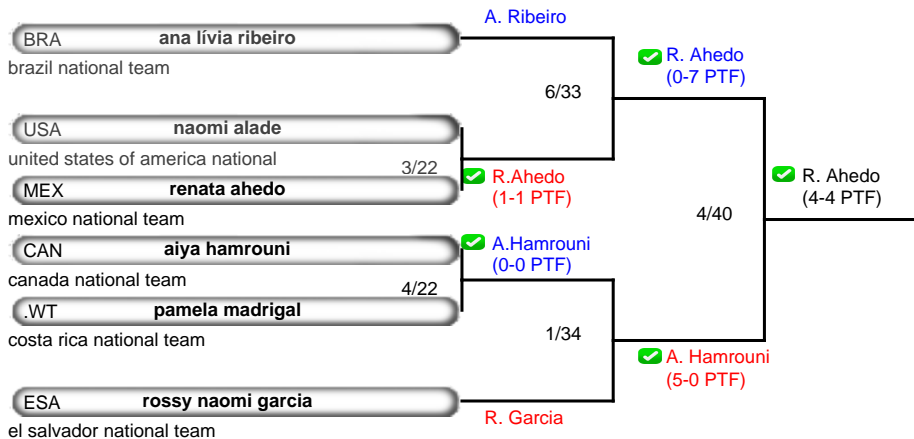 A. Ribeiro
BRA ana lívia ribeiro
brazil national team
R. Ahedo
(0-7 PTF)
6/33
USA naomi alade
united states of america national
3/22
R.Ahedo
(1-1 PTF)
MEX renata ahedo
mexico national team
R. Ahedo
(4-4 PTF)
4/40
CAN aiya hamrouni
canada national team
A.Hamrouni
(0-0 PTF)
4/22
.WT pamela madrigal
costa rica national team
1/34
A. Hamrouni
(5-0 PTF)
ESA rossy naomi garcia
el salvador national team
R. Garcia